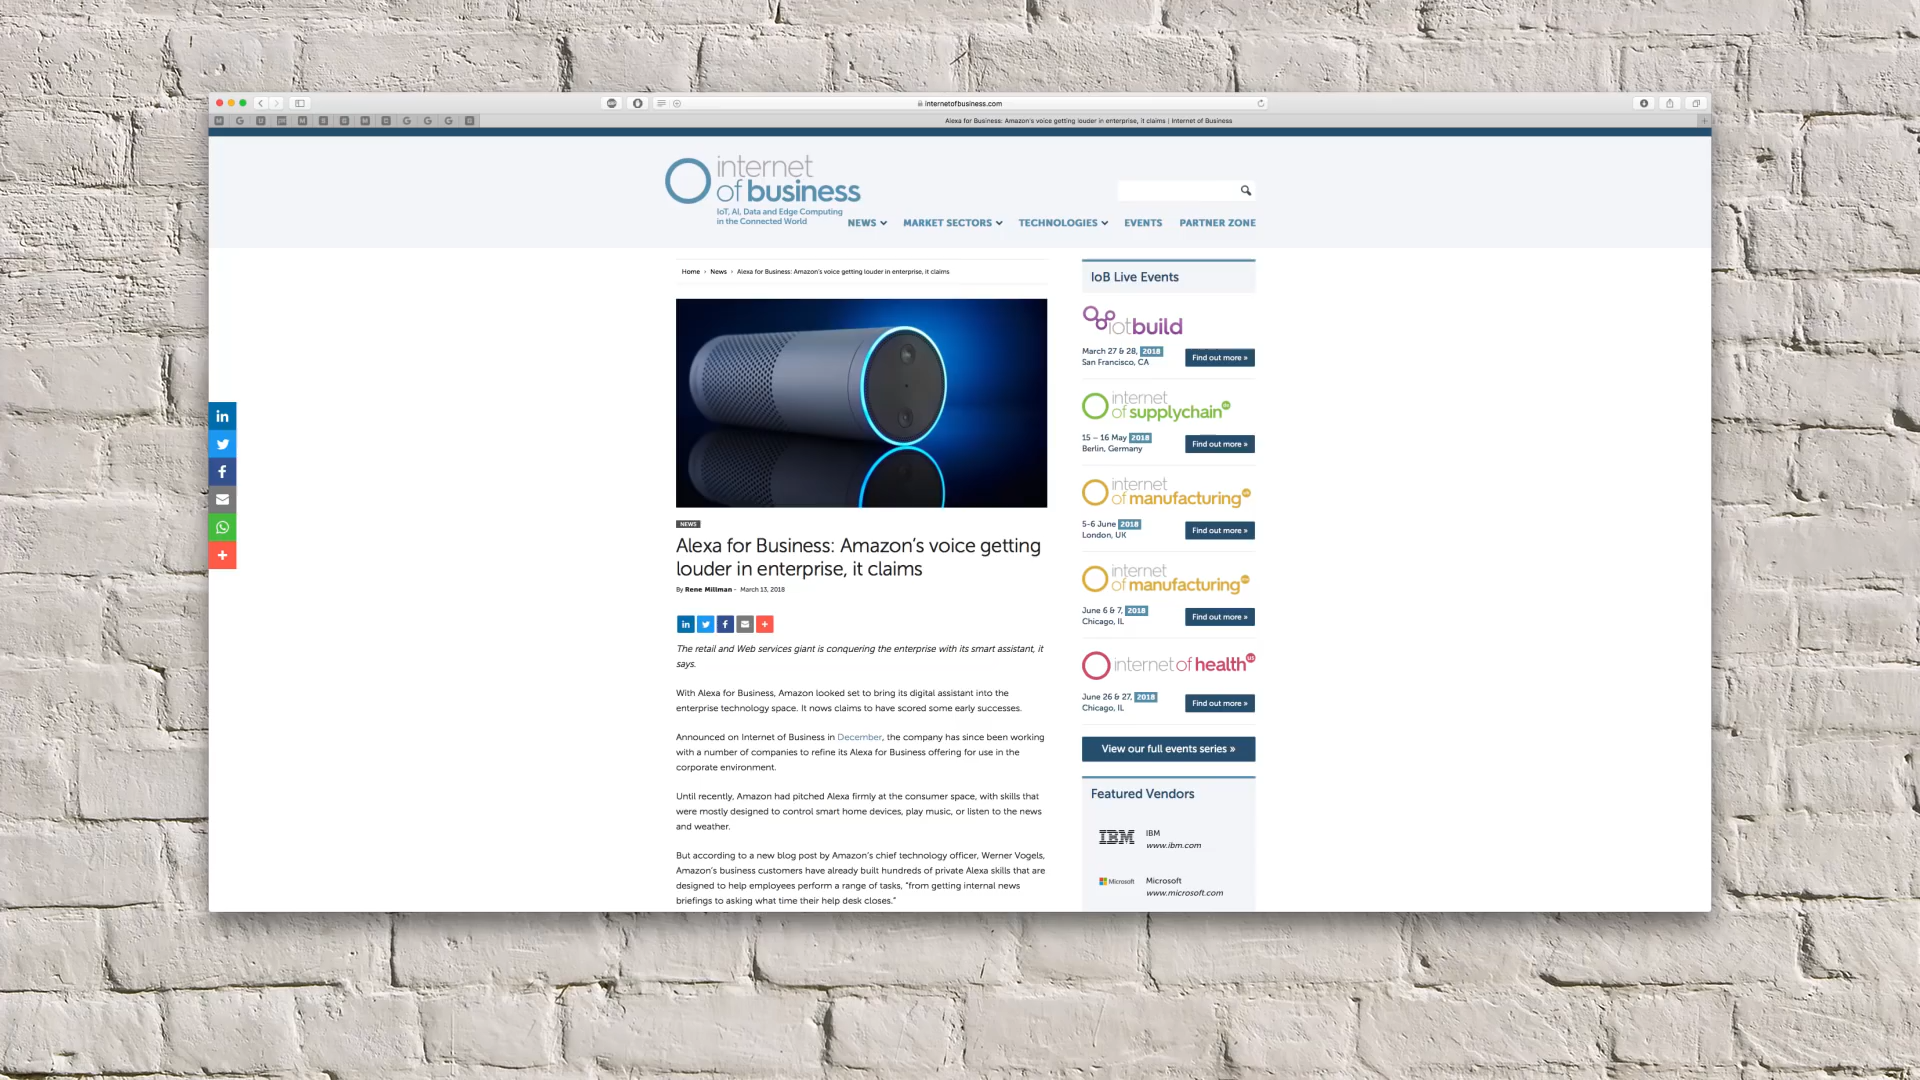 internetofbusiness.com
Alexa for Business: Amazon's voice getting louder in enterprise, it claims | Internet of Business
internet
of business
IoT, AI, Data and Edge Computing
in the Connected World
NEWS MARKET SECTORS TECHNOLOGIES EVENTS PARTNER ZONE
Home › News › Alexa for Business: Amazon's voice getting louder in enterprise, it claims
NEWS
Alexa for Business: Amazon's voice getting
louder in enterprise, it claims
By Rene Millman - March 13, 2018
The retail and Web services giant is conquering the enterprise with its smart assistant, it
says.
With Alexa for Business, Amazon looked set to bring its digital assistant into the
enterprise technology space. It nows claims to have scored some early successes.
Announced on Internet of Business in December, the company has since been working
with a number of companies to refine its Alexa for Business offering for use in the
corporate environment.
Until recently, Amazon had pitched Alexa firmly at the consumer space, with skills that
were mostly designed to control smart home devices, play music, or listen to the news
and weather.
But according to a new blog post by Amazon's chief technology officer, Werner Vogels,
Amazon's business customers have already built hundreds of private Alexa skills that are
designed to help employees perform a range of tasks, "from getting internal news
briefings to asking what time their help desk closes."
IoB Live Events
iotbuild
March 27 & 28, 2018
San Francisco, CA
Find out more »
internet
of supplychain
15 – 16 May 2018
Berlin, Germany
Find out more »
internet
of manufacturing
5-6 June 2018
London, UK
Find out more »
internet
of manufacturing
June 6 & 7, 2018
Chicago, IL
Find out more »
internet of health US
June 26 & 27, 2018
Chicago, IL
Find out more »
View our full events series »
Featured Vendors
IBM
IBM
www.ibm.com
Microsoft
Microsoft
www.microsoft.com